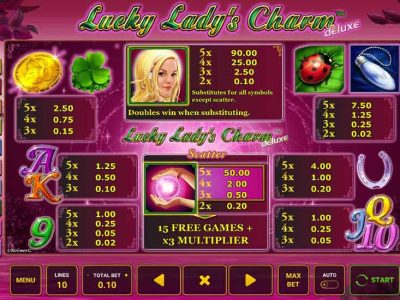 Lucky Lady's Charm™
deluxe
5x 90.00
4x 25.00
3x 2.50
2x 0.10
Substitutes for all symbols
except scatter.
Doubles win when substituting.
5x 2.50
4x 0.75
3x 0.15
5x 7.50
4x 1.25
3x 0.25
2x 0.02
Lucky Lady's Charm
deluxe
Scatter
5x 50.00
4x 2.00
3x 0.50
2x 0.20
15 FREE GAMES +
x3 MULTIPLIER
A K
5x 1.25
4x 0.50
3x 0.10
5x 4.00
4x 1.00
3x 0.20
9
5x 1.00
4x 0.25
3x 0.05
2x 0.02
5x 1.00
4x 0.25
3x 0.05
J Q 10
MENU
LINES
10
- TOTAL BET +
0.10
MAX
BET
AUTO
START